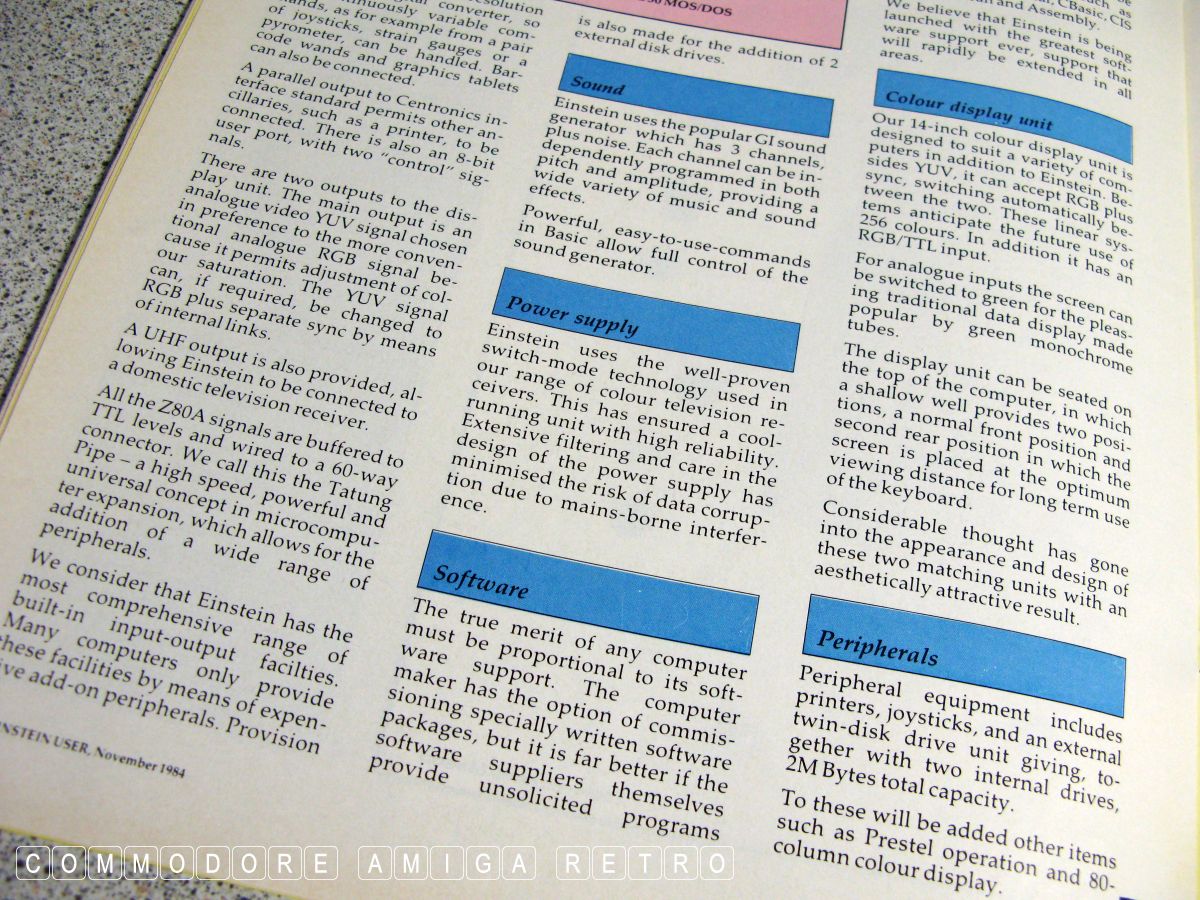 resolution
converter, so
continuously variable com-
as for example from a pair
of joysticks, strain gauges or a
pyrometer, can be handled. Bar-
code wands and graphics tablets
can also be connected.
A parallel output to Centronics in-
terface standard permits other an-
cillaries, such as a printer, to be
connected. There is also an 8-bit
user port, with two "control" sig-
nals.
There are two outputs to the dis-
play unit. The main output is an
analogue video YUV signal chosen
in preference to the more conven-
tional analogue RGB signal be-
cause it permits adjustment of col-
our saturation. The YUV signal
can, if required, be changed to
RGB plus separate sync by means
of internal links.
A UHF output is also provided, al-
lowing Einstein to be connected to
a domestic television receiver.
All the Z80A signals are buffered to
TTL levels and wired to a 60-way
connector. We call this the Tatung
Pipe – a high speed, powerful and
universal concept in microcompu-
ter expansion, which allows for the
addition of a wide range of
peripherals.
We consider that Einstein has the
most comprehensive range of
built-in input-output facilties.
Many computers only provide
these facilities by means of expen-
ive add-on peripherals. Provision
NSTEIN USER, November 1984
MOS/DOS
is also made for the addition of 2
external disk drives.
Sound
Einstein uses the popular GI sound
generator which has 3 channels,
plus noise. Each channel can be in-
dependently programmed in both
pitch and amplitude, providing a
wide variety of music and sound
effects.
Powerful, easy-to-use-commands
in Basic allow full control of the
sound generator.
Power supply
Einstein uses the well-proven
switch-mode technology used in
our range of colour television re-
ceivers. This has ensured a cool-
running unit with high reliability.
Extensive filtering and care in the
design of the power supply has
minimised the risk of data corrup-
tion due to mains-borne interfer-
ence.
Software
The true merit of any computer
must be proportional to its soft-
ware support. The computer
maker has the option of commis-
sioning specially written software
packages, but it is far better if the
software suppliers themselves
provide unsolicited programs
as
CBasic, CIS
and Assembly.
We believe that Einstein is being
launched with the greatest soft-
ware support ever, support that
will rapidly be extended in all
areas.
Colour display unit
Our 14-inch colour display unit is
designed to suit a variety of com-
puters in addition to Einstein. Be-
sides YUV, it can accept RGB plus
sync, switching automatically be-
tween the two. These linear sys-
tems anticipate the future use of
256 colours. In addition it has an
RGB/TTL input.
For analogue inputs the screen can
be switched to green for the pleas-
ing traditional data display made
popular by green monochrome
tubes.
The display unit can be seated on
the top of the computer, in which
a shallow well provides two posi-
tions, a normal front position and
second rear position in which the
screen is placed at the optimum
viewing distance for long term use
of the keyboard.
Considerable thought has gone
into the appearance and design of
these two matching units with an
aesthetically attractive result.
Peripherals
Peripheral equipment includes
printers, joysticks, and an external
twin-disk drive unit giving, to-
gether with two internal drives,
2M Bytes total capacity.
To these will be added other items
such as Prestel operation and 80-
column colour display.
COMMODORE AMIGA RETRO